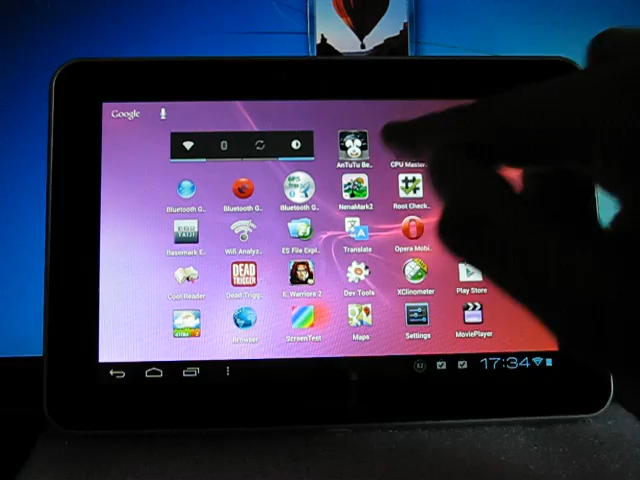 Google
AnTuTu Be..
CPU Master..
Bluetooth G..
Bluetooth G..
Bluetooth G..
NenaMark2
Root Check..
Basemark E..
Wifi Analyz..
ES File Expl..
Translate
Opera Mobi..
Cool Reader
DEAD TRIGGER
Dead Trigg..
E. Warriors 2
Dev Tools
XClinometer
Play Store
Browser
ScreenTest
Maps
Settings
MoviePlayer
17:34